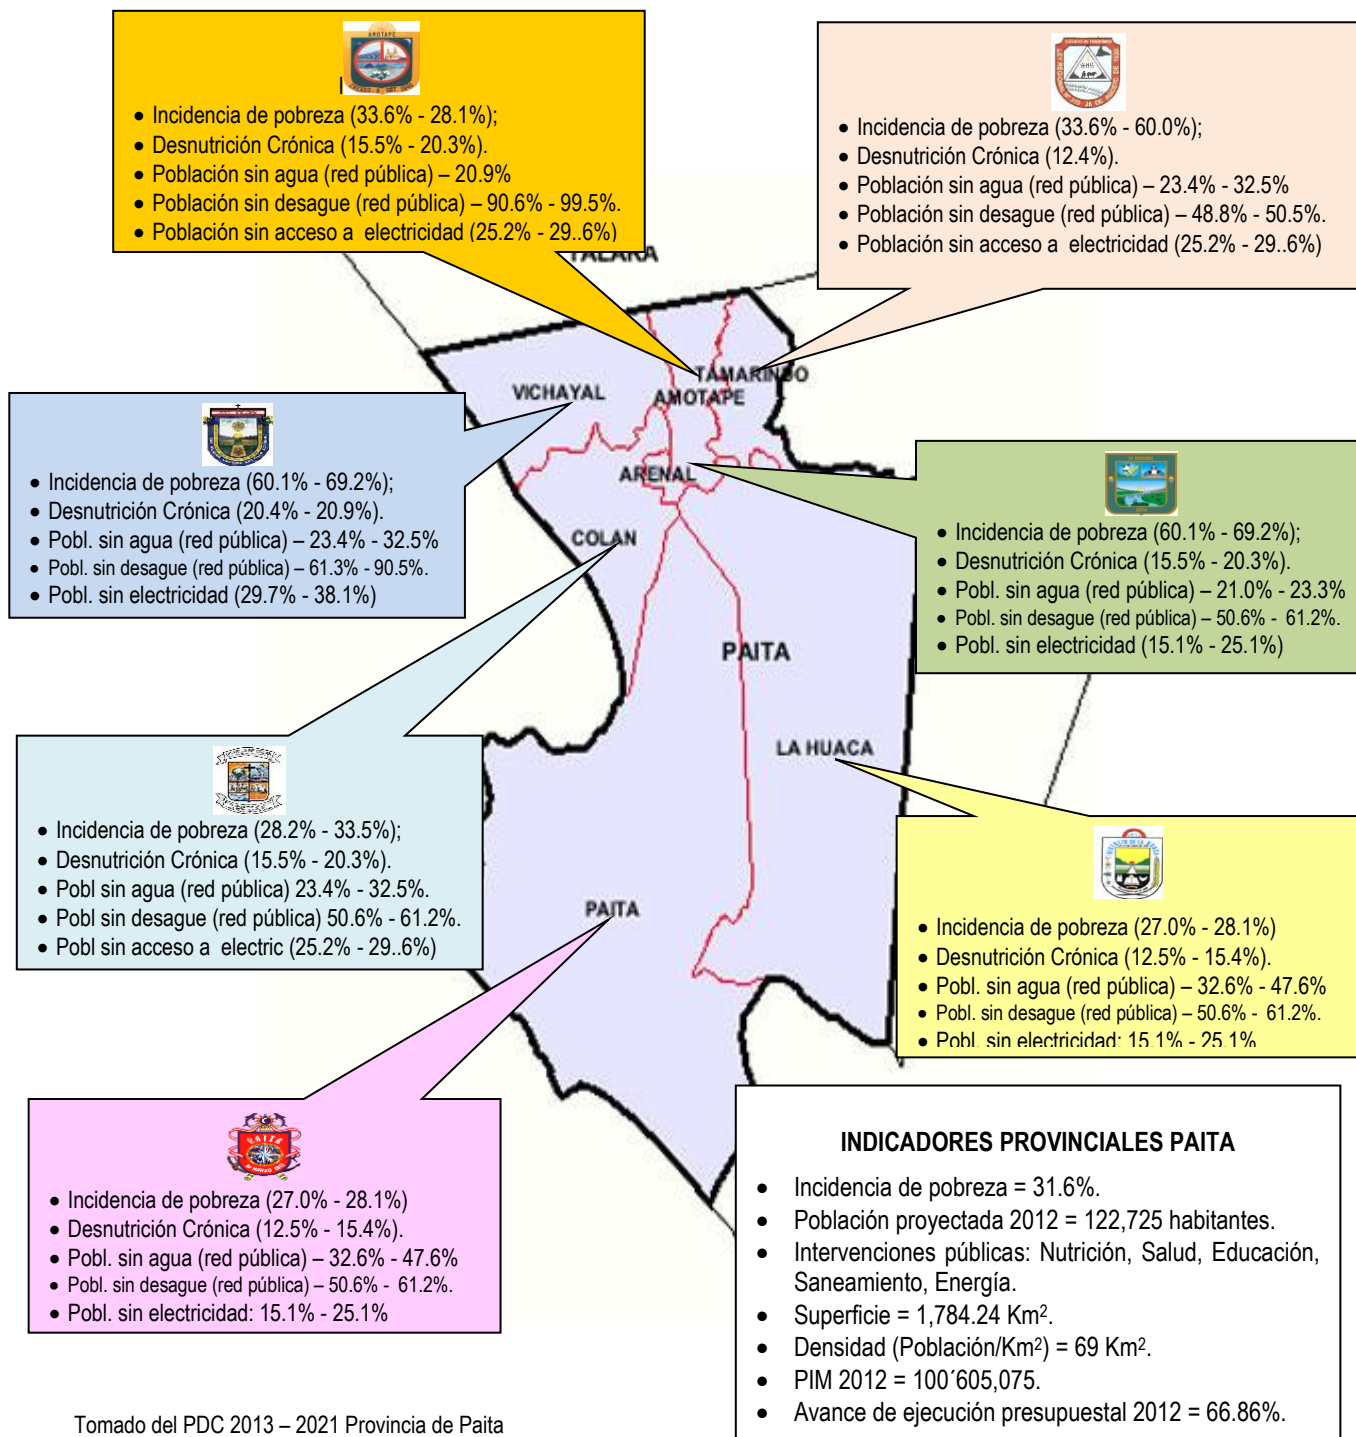 AMOTAPE
• Incidencia de pobreza (33.6% - 28.1%);
• Desnutrición Crónica (15.5% - 20.3%).
• Población sin agua (red pública) – 20.9%
• Población sin desague (red pública) – 90.6% - 99.5%.
• Población sin acceso a electricidad (25.2% - 29..6%)
• Incidencia de pobreza (33.6% - 60.0%);
• Desnutrición Crónica (12.4%).
• Población sin agua (red pública) – 23.4% - 32.5%
• Población sin desague (red pública) – 48.8% - 50.5%.
• Población sin acceso a electricidad (25.2% - 29..6%)
TALARA
TAMARINDO
VICHAYAL
AMOTAPE
ARENAL
COLAN
PAITA
LA HUACA
PAITA
• Incidencia de pobreza (60.1% - 69.2%);
• Desnutrición Crónica (20.4% - 20.9%).
• Pobl. sin agua (red pública) – 23.4% - 32.5%
• Pobl. sin desague (red pública) – 61.3% - 90.5%.
• Pobl. sin electricidad (29.7% - 38.1%)
• Incidencia de pobreza (60.1% - 69.2%);
• Desnutrición Crónica (15.5% - 20.3%).
• Pobl. sin agua (red pública) – 21.0% - 23.3%
• Pobl. sin desague (red pública) – 50.6% - 61.2%.
• Pobl. sin electricidad (15.1% - 25.1%)
• Incidencia de pobreza (28.2% - 33.5%);
• Desnutrición Crónica (15.5% - 20.3%).
• Pobl sin agua (red pública) 23.4% - 32.5%.
• Pobl sin desague (red pública) 50.6% - 61.2%.
• Pobl sin acceso a electric (25.2% - 29..6%)
• Incidencia de pobreza (27.0% - 28.1%)
• Desnutrición Crónica (12.5% - 15.4%).
• Pobl. sin agua (red pública) – 32.6% - 47.6%
• Pobl. sin desague (red pública) – 50.6% - 61.2%.
• Pobl. sin electricidad: 15.1% - 25.1%
PAITA
• Incidencia de pobreza (27.0% - 28.1%)
• Desnutrición Crónica (12.5% - 15.4%).
• Pobl. sin agua (red pública) – 32.6% - 47.6%
• Pobl. sin desague (red pública) – 50.6% - 61.2%.
• Pobl. sin electricidad: 15.1% - 25.1%
INDICADORES PROVINCIALES PAITA
• Incidencia de pobreza = 31.6%.
• Población proyectada 2012 = 122,725 habitantes.
• Intervenciones públicas: Nutrición, Salud, Educación,
Saneamiento, Energía.
• Superficie = 1,784.24 Km².
• Densidad (Población/Km²) = 69 Km².
• PIM 2012 = 100´605,075.
• Avance de ejecución presupuestal 2012 = 66.86%.
Tomado del PDC 2013 – 2021 Provincia de Paita